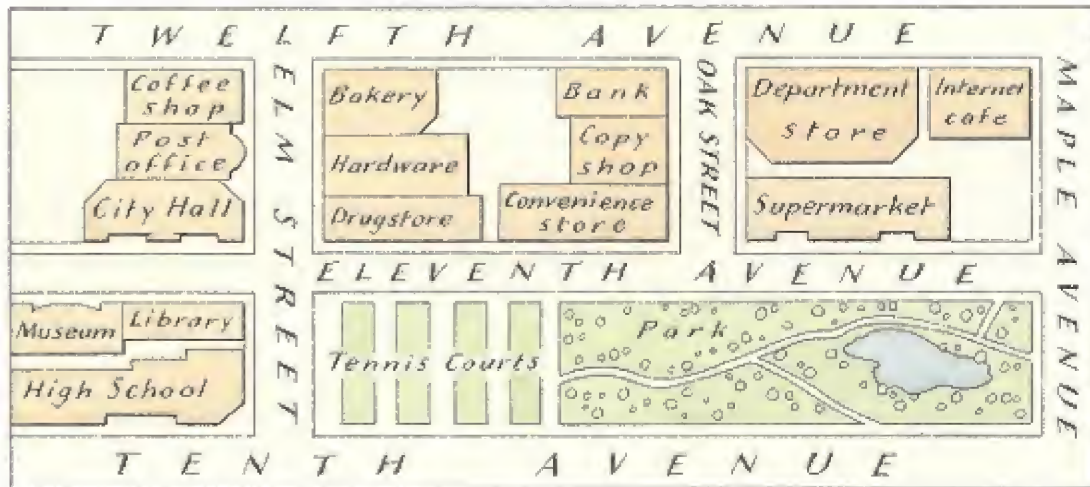 TWELFTH AVENUE
Coffee
shop
Post
office
City Hall
ELM STREET
Bakery
Hardware
Drugstore
Bank
Copy
shop
Convenience
store
OAK STREET
Department
store
Internet
cafe
Supermarket
MAPLE AVENUE
ELEVENTH AVENUE
Museum
Library
High School
Tennis Courts
Park
TENTH AVENUE